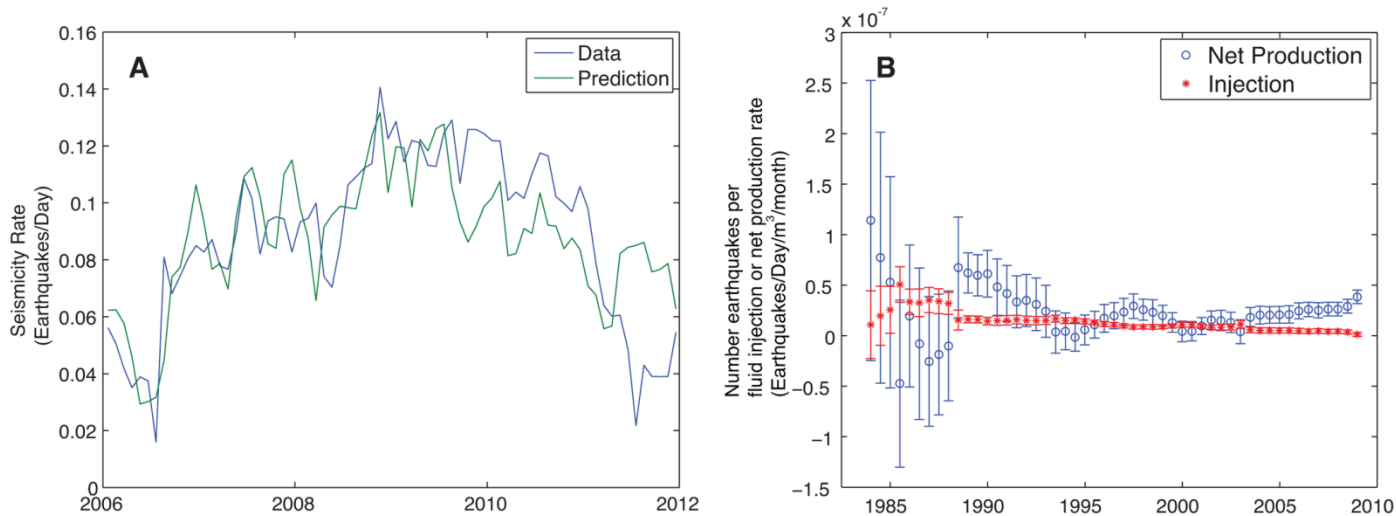 A
Data
Prediction
0.16
0.14
0.12
0.1
0.08
0.06
0.04
0.02
0
Seismicity Rate
(Earthquakes/Day)
2006
2008
2010
2012
x 10⁻⁷
B
Net Production
Injection
3
2.5
2
1.5
1
0.5
0
−0.5
−1
−1.5
Number earthquakes per
fluid injection or net production rate
(Earthquakes/Day/m³/month)
1985
1990
1995
2000
2005
2010